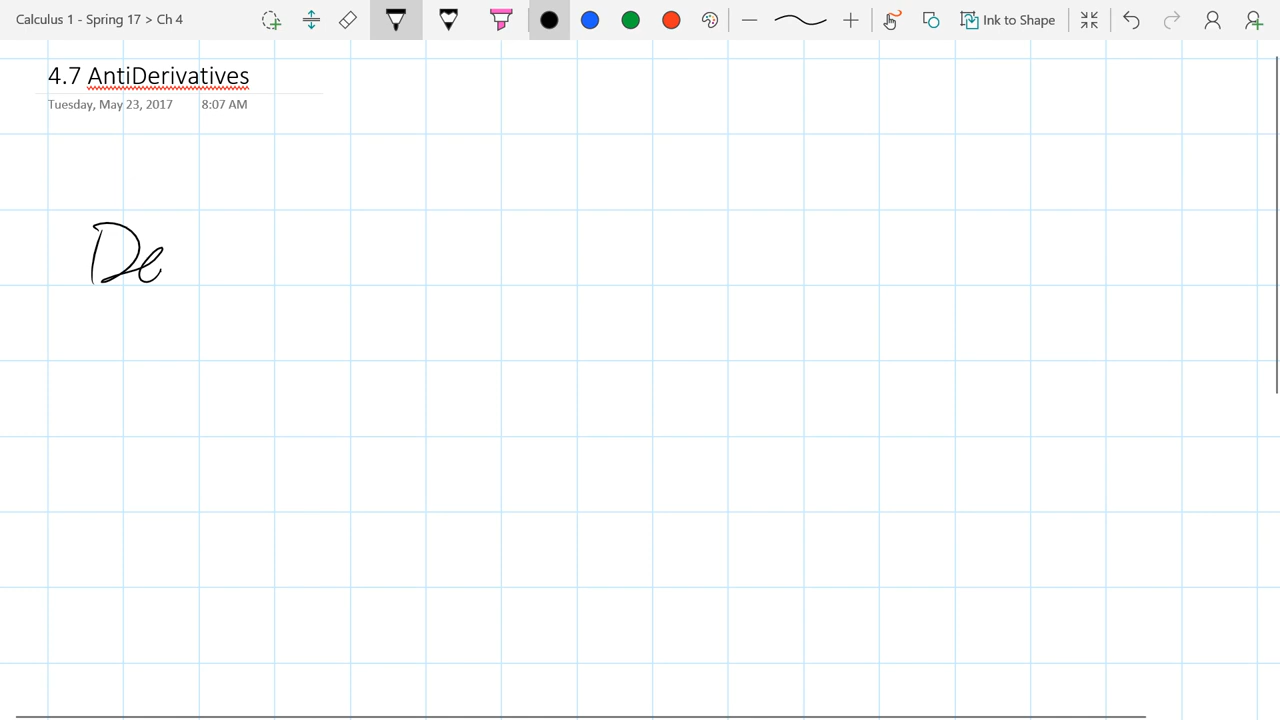 Calculus 1 - Spring 17 > Ch 4
Ink to Shape
4.7 AntiDerivatives
Tuesday, May 23, 2017 8:07 AM
De